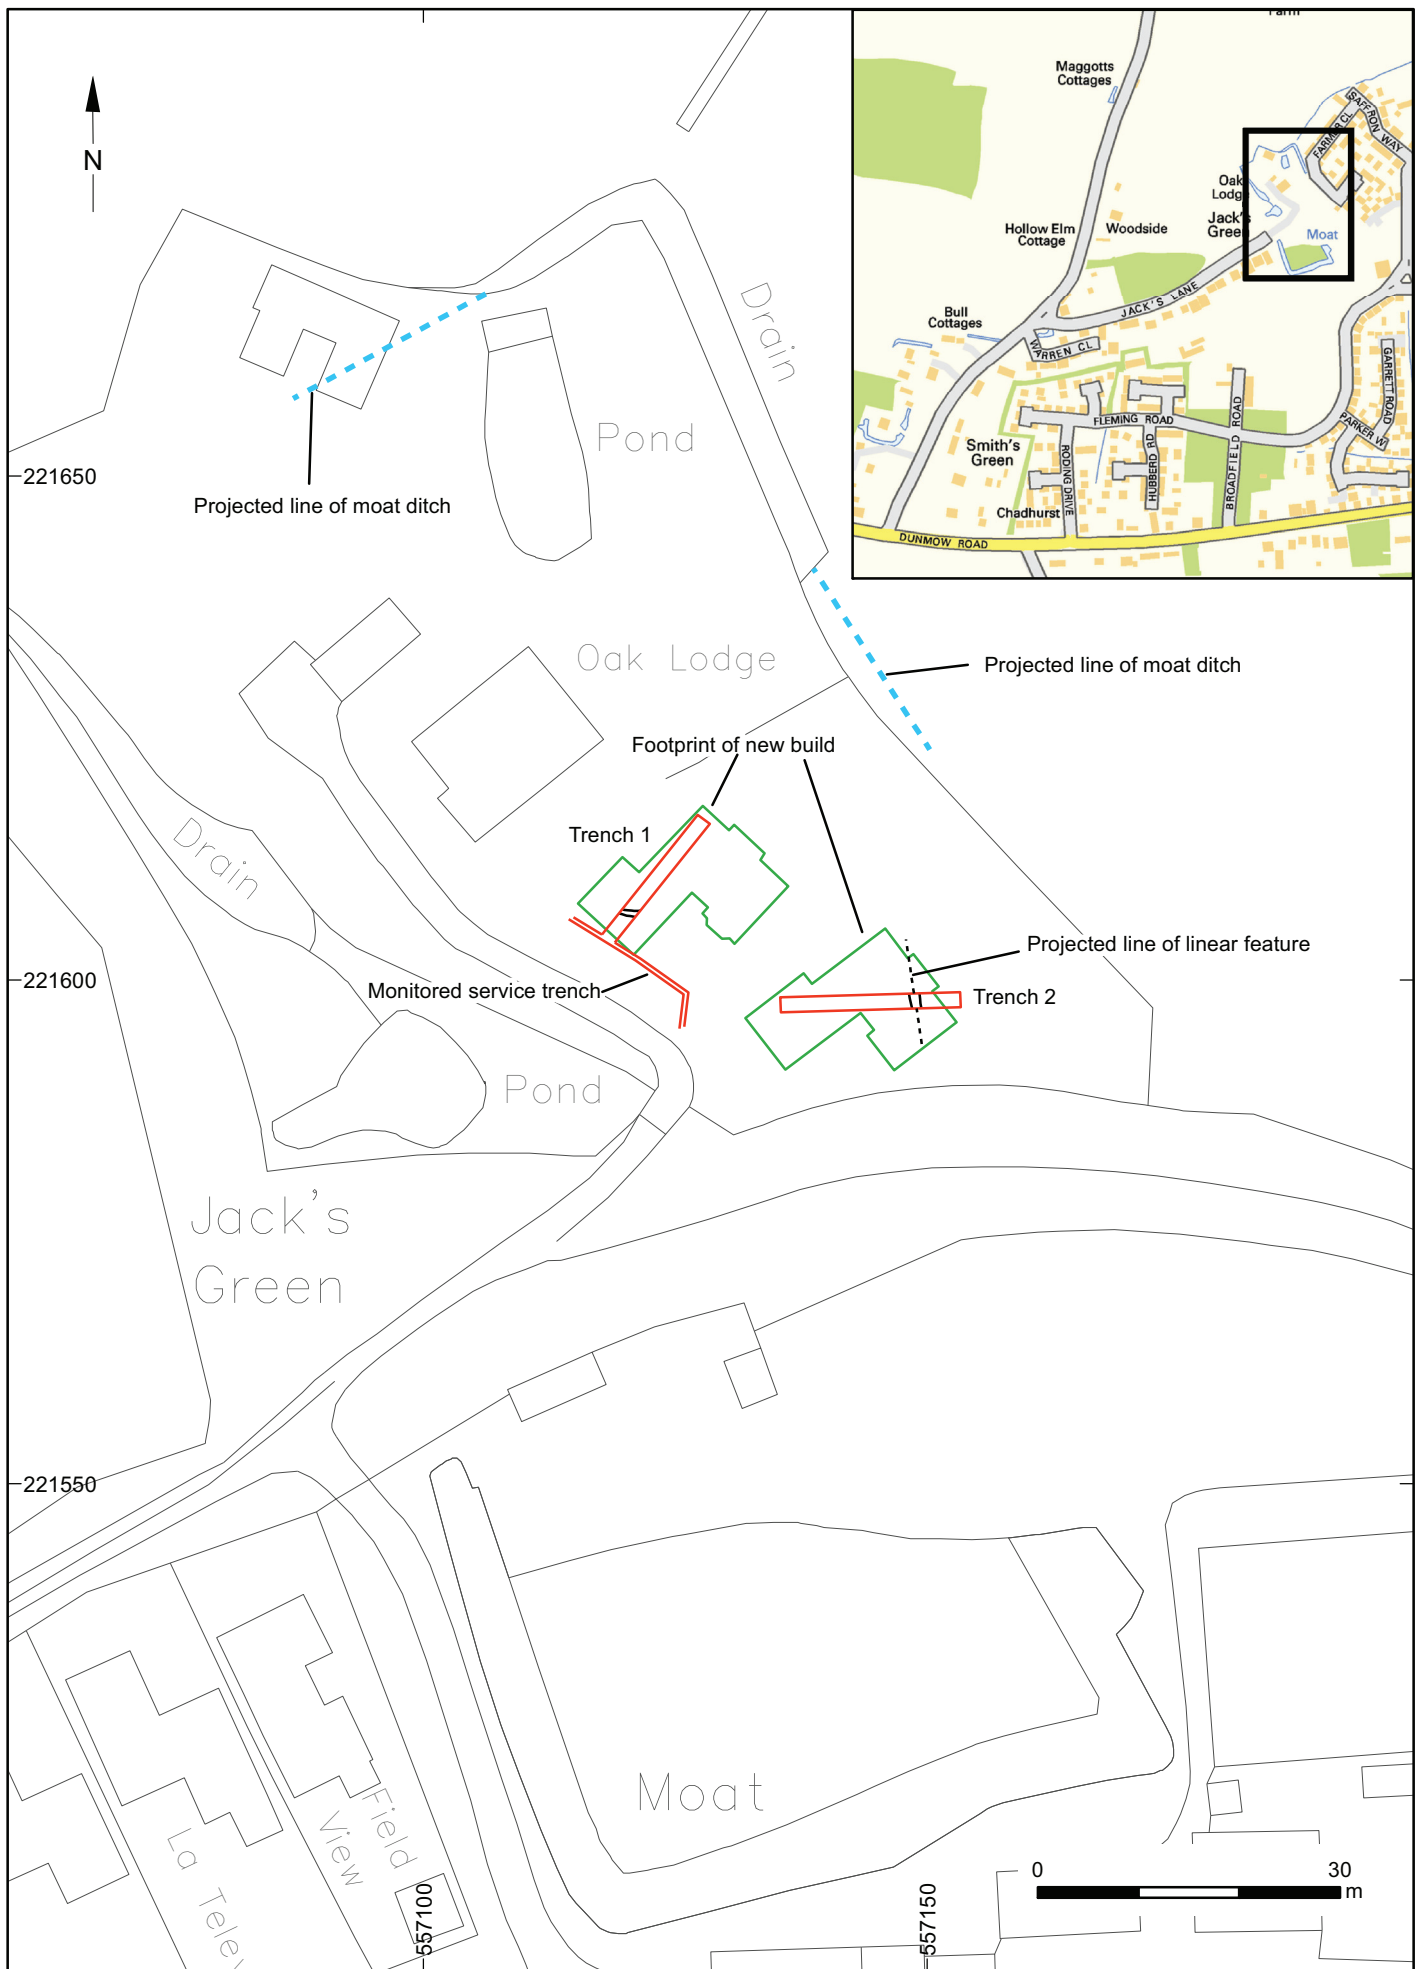 N
Maggotts
Cottages
SAFFRON WAY
FARMER CL
Oak
Lodge
Jack's
Green
Moat
Hollow Elm
Cottage
Woodside
JACK'S LANE
Bull
Cottages
WARREN CL
GARRETT ROAD
FLEMING ROAD
BROADFIELD ROAD
PARKER W
Smith's
Green
RODING DRIVE
HUBBERD RD
Chadhurst
DUNMOW ROAD
Drain
Pond
221650
Projected line of moat ditch
Oak Lodge
Projected line of moat ditch
Footprint of new build
Trench 1
Drain
Projected line of linear feature
221600
Monitored service trench
Trench 2
Pond
Jack's
Green
221550
Moat
Field
View
La Telev
557100
557150
0 30
m